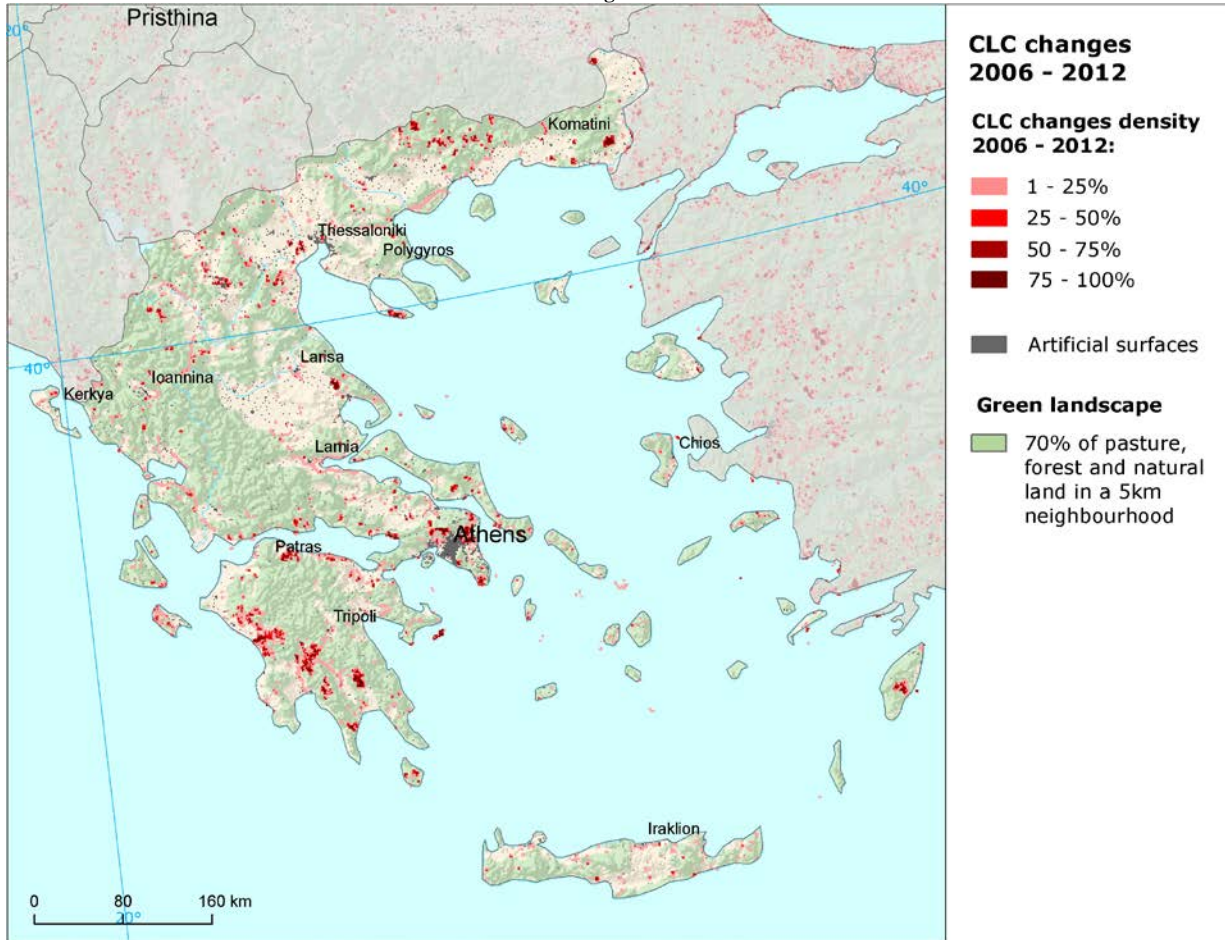 Pristhina
20°
Komatini
40°
Thessaloniki
Polygyros
40°
Larisa
Ioannina
Kerkya
Lamia
Chios
Athens
Patras
Tripoli
Iraklion
0 80 160 km
20°
CLC changes
2006 - 2012
CLC changes density
2006 - 2012:
1 - 25%
25 - 50%
50 - 75%
75 - 100%
Artificial surfaces
Green landscape
70% of pasture,
forest and natural
land in a 5km
neighbourhood